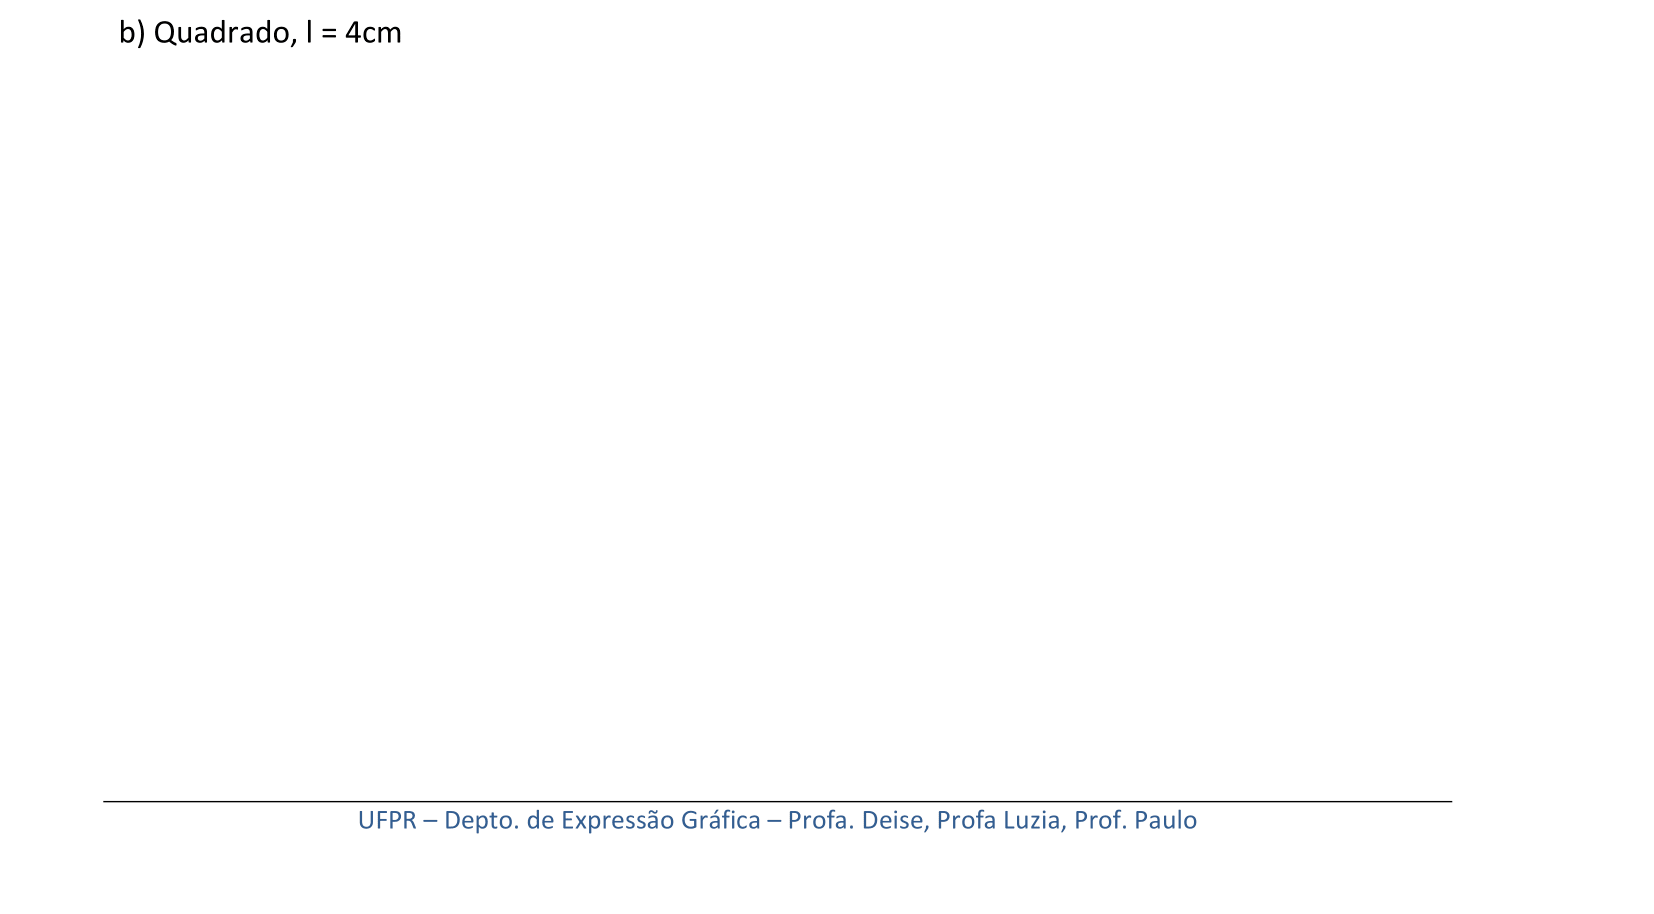 b) Quadrado, l = 4cm
UFPR – Depto. de Expressão Gráfica – Profa. Deise, Profa Luzia, Prof. Paulo